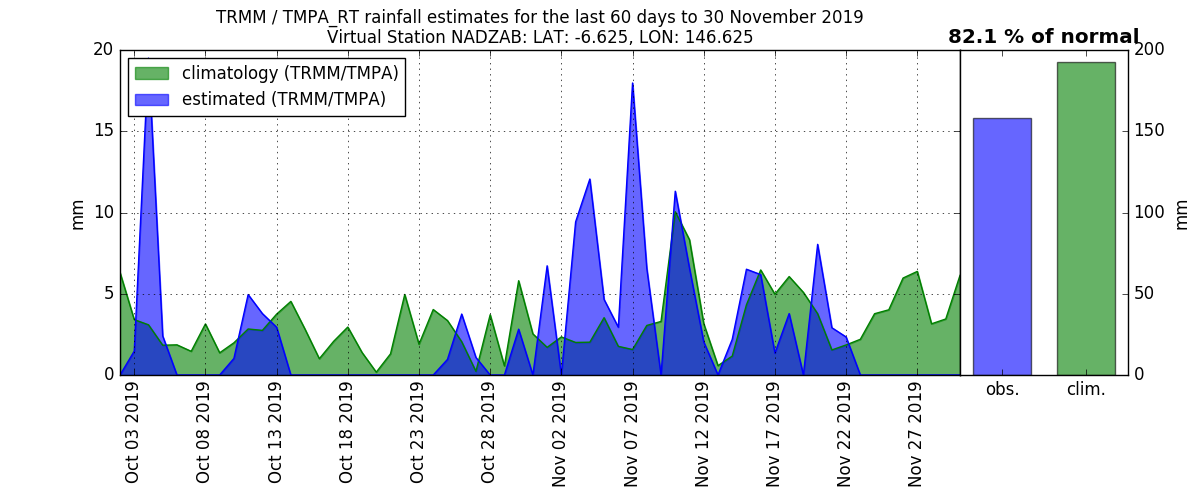 TRMM / TMPA_RT rainfall estimates for the last 60 days to 30 November 2019
Virtual Station NADZAB: LAT: -6.625, LON: 146.625
82.1 % of normal
climatology (TRMM/TMPA)
estimated (TRMM/TMPA)
20
15
10
5
0
mm
200
150
100
50
0
mm
obs.
clim.
Oct 03 2019
Oct 08 2019
Oct 13 2019
Oct 18 2019
Oct 23 2019
Oct 28 2019
Nov 02 2019
Nov 07 2019
Nov 12 2019
Nov 17 2019
Nov 22 2019
Nov 27 2019